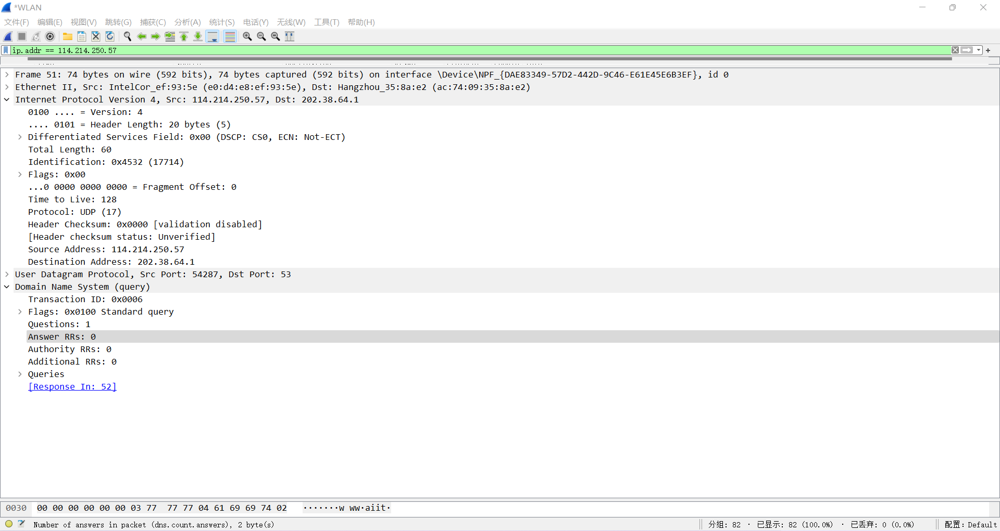 *WLAN
文件(F) 编辑(E) 视图(V) 跳转(G) 捕获(C) 分析(A) 统计(S) 电话(Y) 无线(W) 工具(T) 帮助(H)
ip.addr == 114.214.250.57
Frame 51: 74 bytes on wire (592 bits), 74 bytes captured (592 bits) on interface \Device\NPF_{DAE83349-57D2-442D-9C46-E61E45E6B3EF}, id 0
Ethernet II, Src: IntelCor_ef:93:5e (e0:d4:e8:ef:93:5e), Dst: Hangzhou_35:8a:e2 (ac:74:09:35:8a:e2)
Internet Protocol Version 4, Src: 114.214.250.57, Dst: 202.38.64.1
0100 .... = Version: 4
.... 0101 = Header Length: 20 bytes (5)
Differentiated Services Field: 0x00 (DSCP: CS0, ECN: Not-ECT)
Total Length: 60
Identification: 0x4532 (17714)
Flags: 0x00
...0 0000 0000 0000 = Fragment Offset: 0
Time to Live: 128
Protocol: UDP (17)
Header Checksum: 0x0000 [validation disabled]
[Header checksum status: Unverified]
Source Address: 114.214.250.57
Destination Address: 202.38.64.1
User Datagram Protocol, Src Port: 54287, Dst Port: 53
Domain Name System (query)
Transaction ID: 0x0006
Flags: 0x0100 Standard query
Questions: 1
Answer RRs: 0
Authority RRs: 0
Additional RRs: 0
Queries
[Response In: 52]
0030 00 00 00 00 00 00 03 77 77 77 04 61 69 69 74 02 ·······w ww·aiit·
Number of answers in packet (dns.count.answers), 2 byte(s) 分组: 82 · 已显示: 82 (100.0%) · 已丢弃: 0 (0.0%) 配置: Default